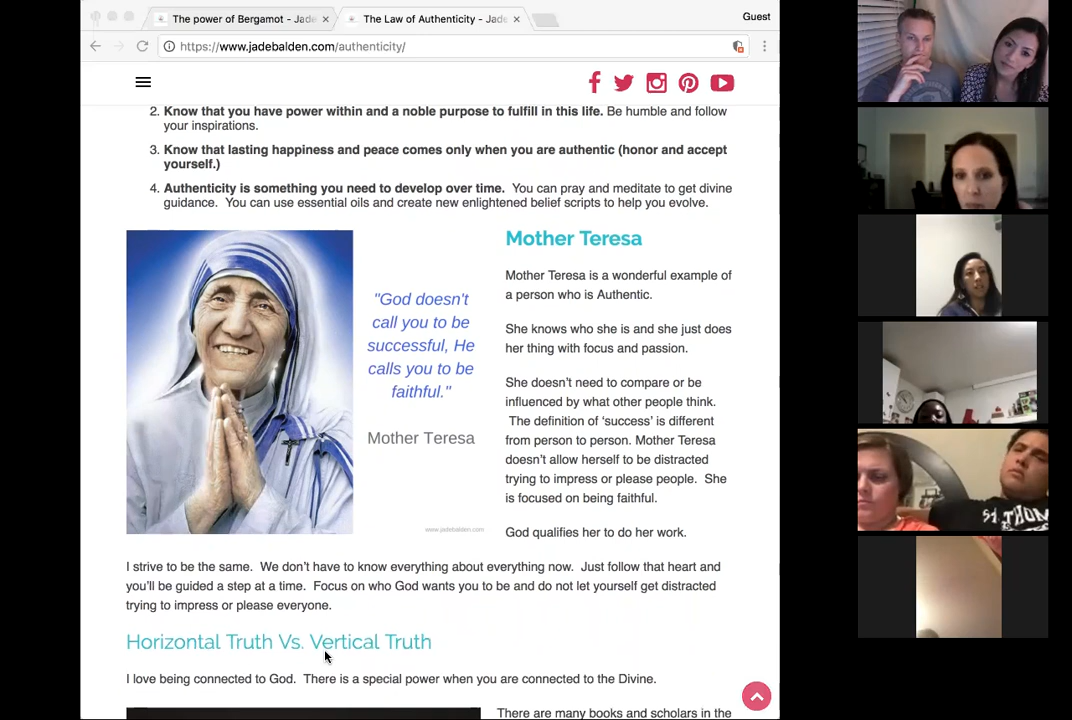 The power of Bergamot - Jade
The Law of Authenticity - Jade
Guest
https://www.jadebalden.com/authenticity/
2. Know that you have power within and a noble purpose to fulfill in this life. Be humble and follow
your inspirations.
3. Know that lasting happiness and peace comes only when you are authentic (honor and accept
yourself.)
4. Authenticity is something you need to develop over time. You can pray and meditate to get divine
guidance. You can use essential oils and create new enlightened belief scripts to help you evolve.
"God doesn't
call you to be
successful, He
calls you to be
faithful."
Mother Teresa
www.jadebalden.com
Mother Teresa
Mother Teresa is a wonderful example of
a person who is Authentic.
She knows who she is and she just does
her thing with focus and passion.
She doesn't need to compare or be
influenced by what other people think.
The definition of 'success' is different
from person to person. Mother Teresa
doesn't allow herself to be distracted
trying to impress or please people. She
is focused on being faithful.
God qualifies her to do her work.
I strive to be the same. We don't have to know everything about everything now. Just follow that heart and
you'll be guided a step at a time. Focus on who God wants you to be and do not let yourself get distracted
trying to impress or please everyone.
Horizontal Truth Vs. Vertical Truth
I love being connected to God. There is a special power when you are connected to the Divine.
There are many books and scholars in the
ST. THOM